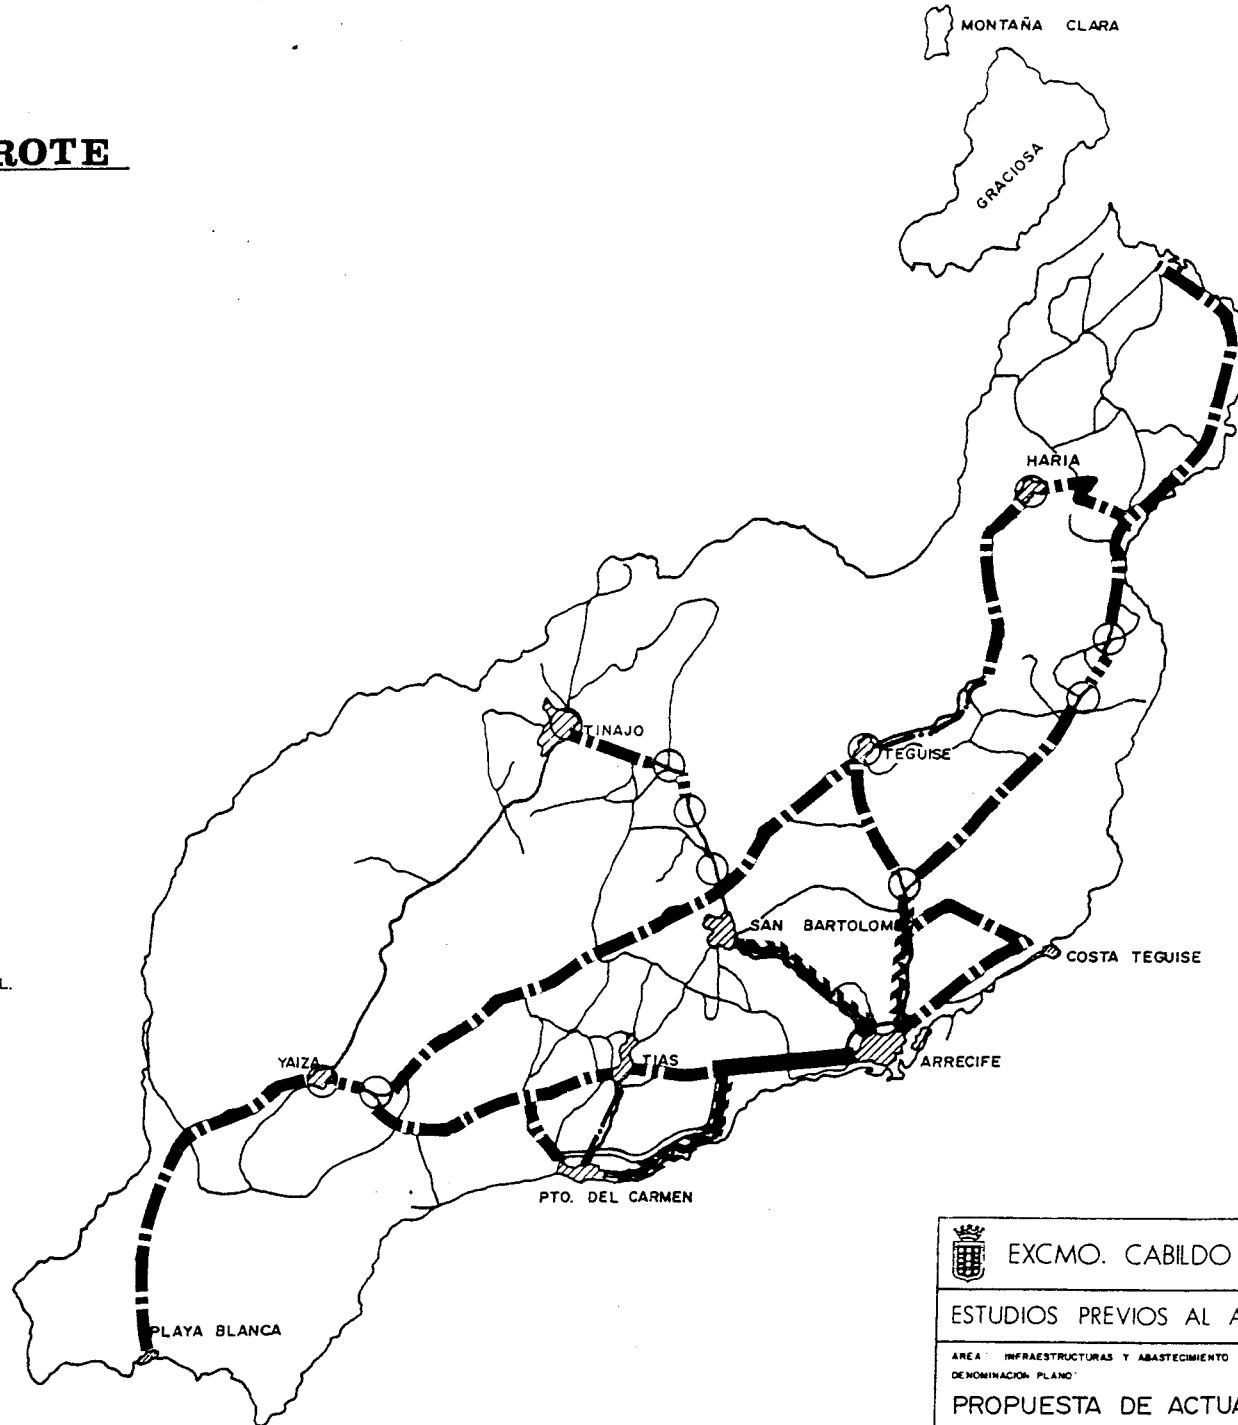 MONTAÑA CLARA
ROTE
GRACIOSA
HARIA
TINAJO
TEGUISE
SAN BARTOLOM
COSTA TEGUISE
L.
YAIZA
TIAS
ARRECIFE
PTO. DEL CARMEN
PLAYA BLANCA
EXCMO. CABILDO
ESTUDIOS PREVIOS AL A
AREA: INFRAESTRUCTURAS Y ABASTECIMIENTO
DENOMINACION PLANO:
PROPUESTA DE ACTUA